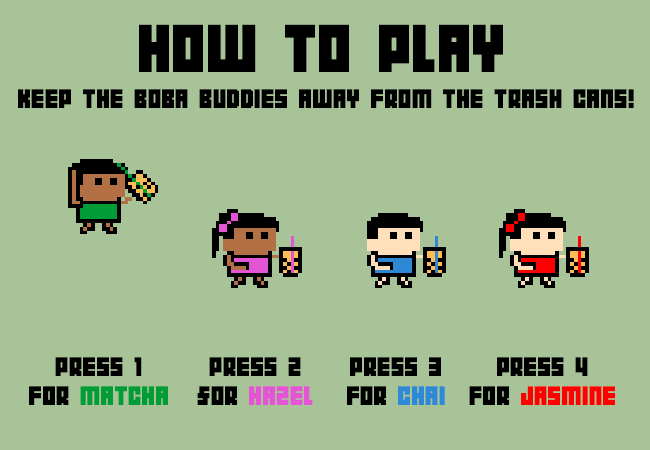 HOW TO PLAY
KEEP THE BOBA BUDDIES AWAY FROM THE TRASH CANS!
PRESS 1
FOR MATCHA
PRESS 2
FOR HAZEL
PRESS 3
FOR CHAI
PRESS 4
FOR JASMINE